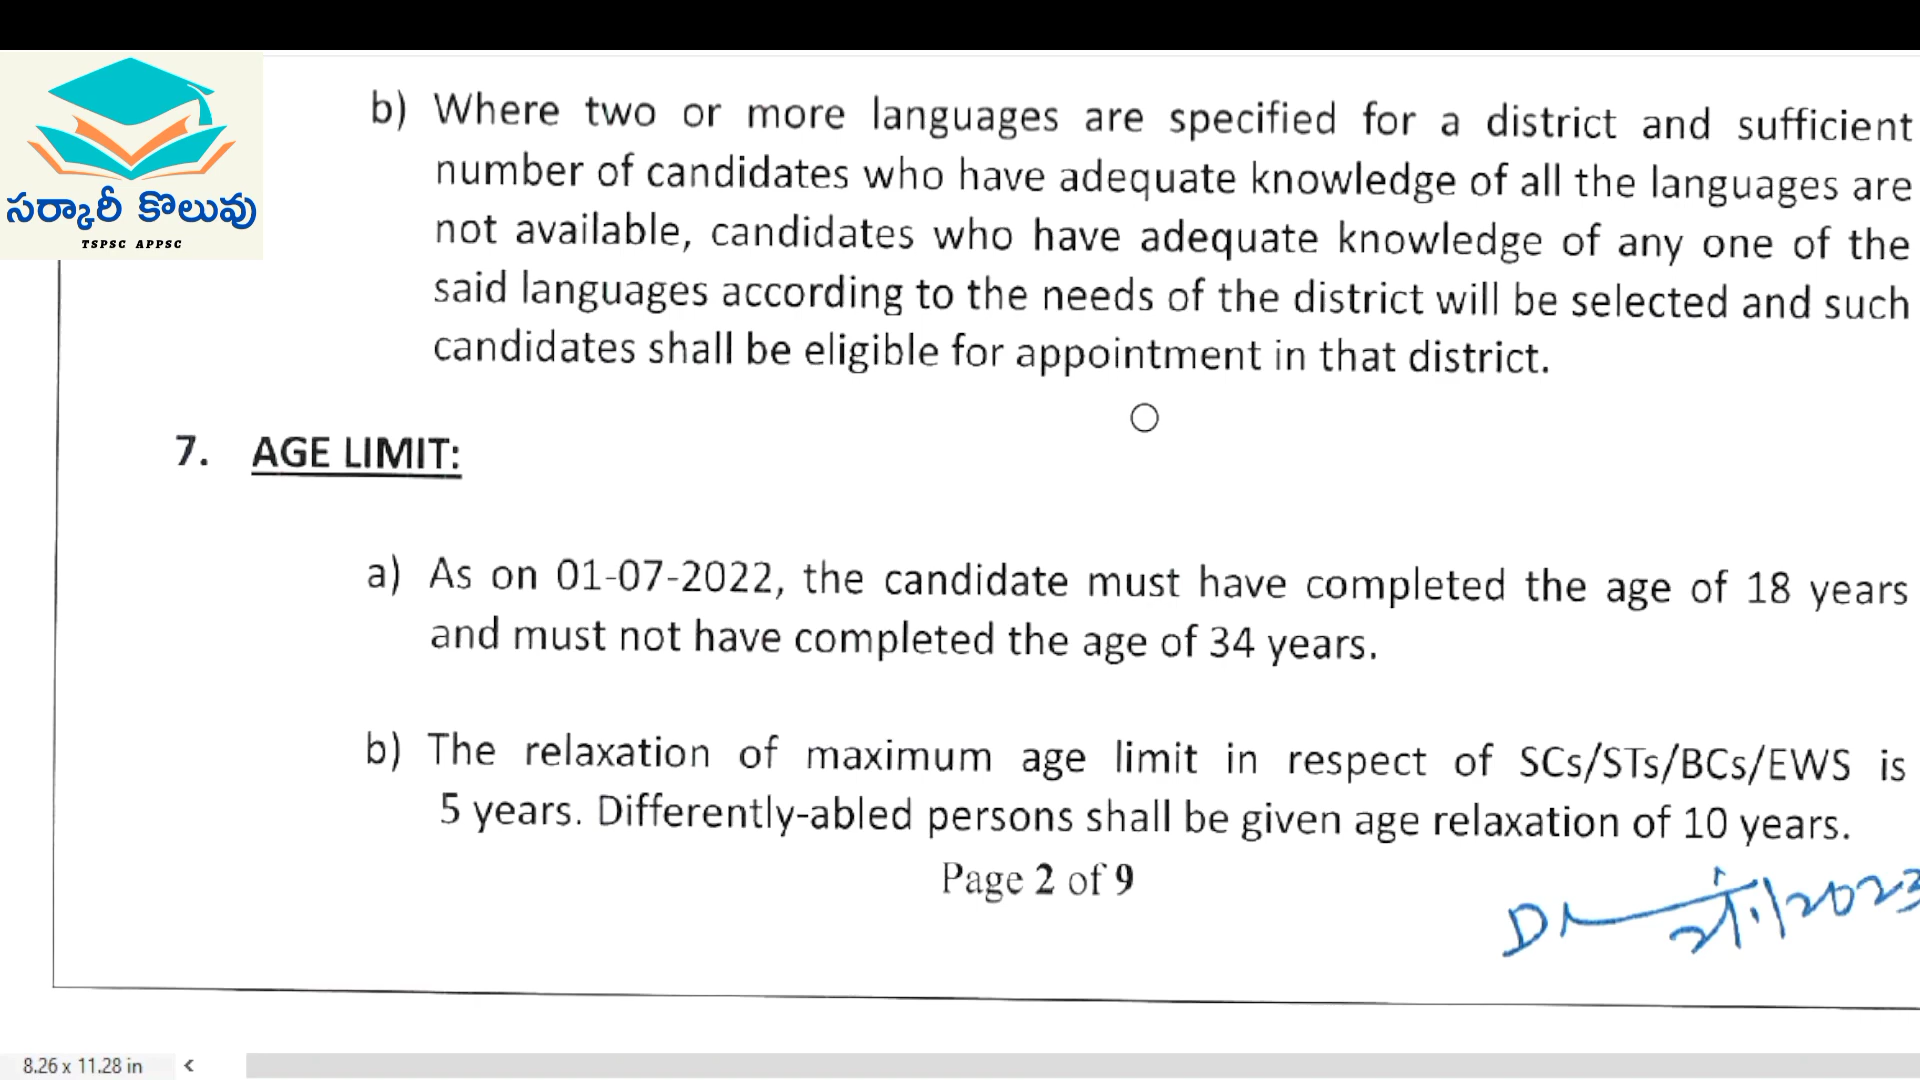 సర్కారీ కొలువు
TSPSC APPSC
b) Where two or more languages are specified for a district and sufficient
number of candidates who have adequate knowledge of all the languages are
not available, candidates who have adequate knowledge of any one of the
said languages according to the needs of the district will be selected and such
candidates shall be eligible for appointment in that district.
7. AGE LIMIT:
a) As on 01-07-2022, the candidate must have completed the age of 18 years
and must not have completed the age of 34 years.
b) The relaxation of maximum age limit in respect of SCs/STs/BCs/EWS is
5 years. Differently-abled persons shall be given age relaxation of 10 years.
Page 2 of 9
8.26 x 11.28 in